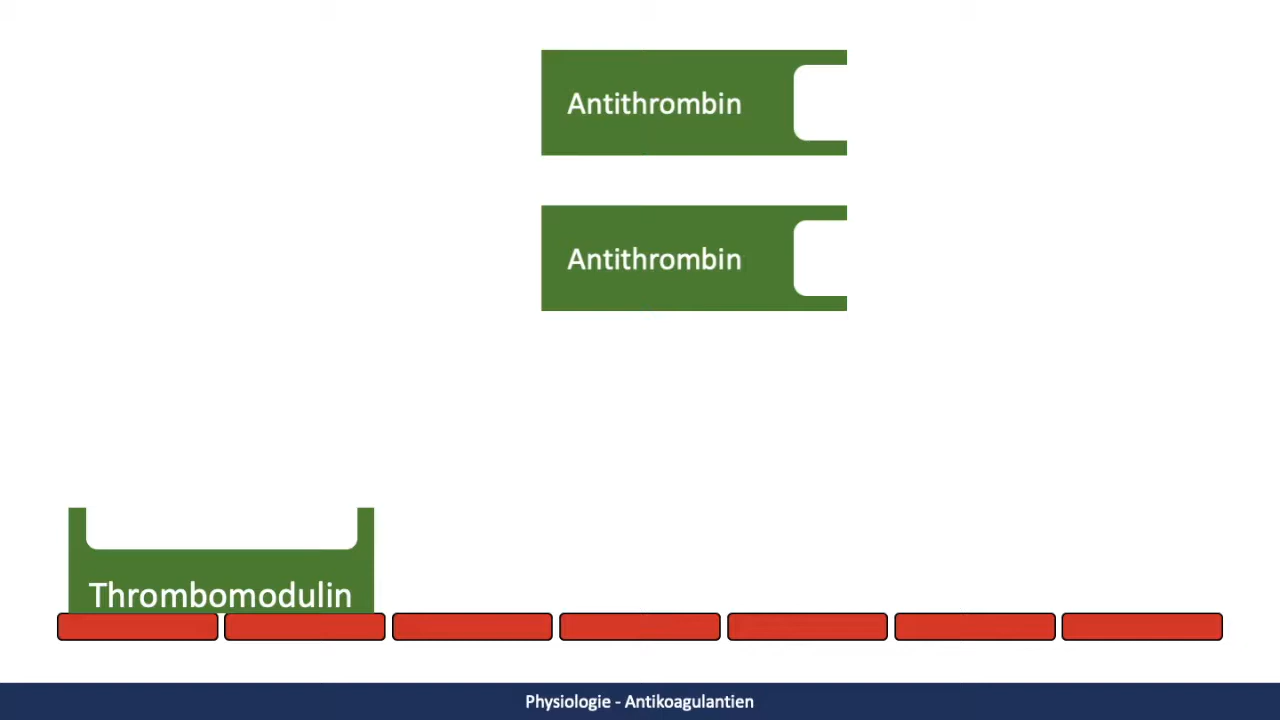 Antithrombin
Antithrombin
Thrombomodulin
Physiologie - Antikoagulantien